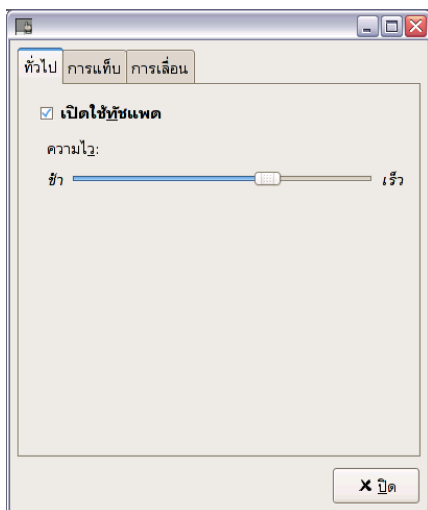 ทั่วไป การแท็บ การเลื่อน
เปิดใช้ทัชแพด
ความไว:
ช้า เร็ว
ปิด